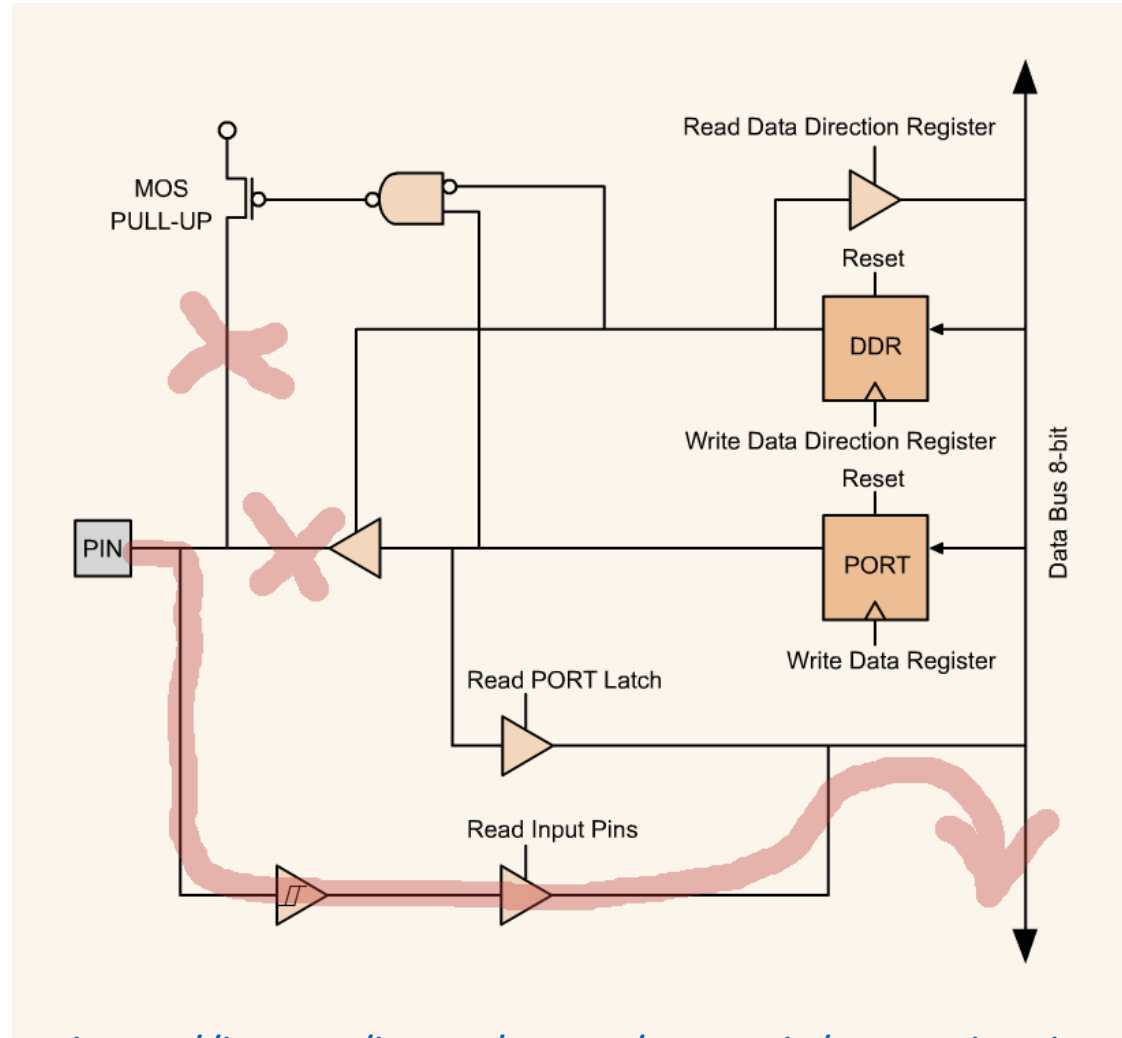 Read Data Direction Register
MOS
PULL-UP
Reset
DDR
Write Data Direction Register
Reset
Data Bus 8-bit
PIN
PORT
Write Data Register
Read PORT Latch
Read Input Pins